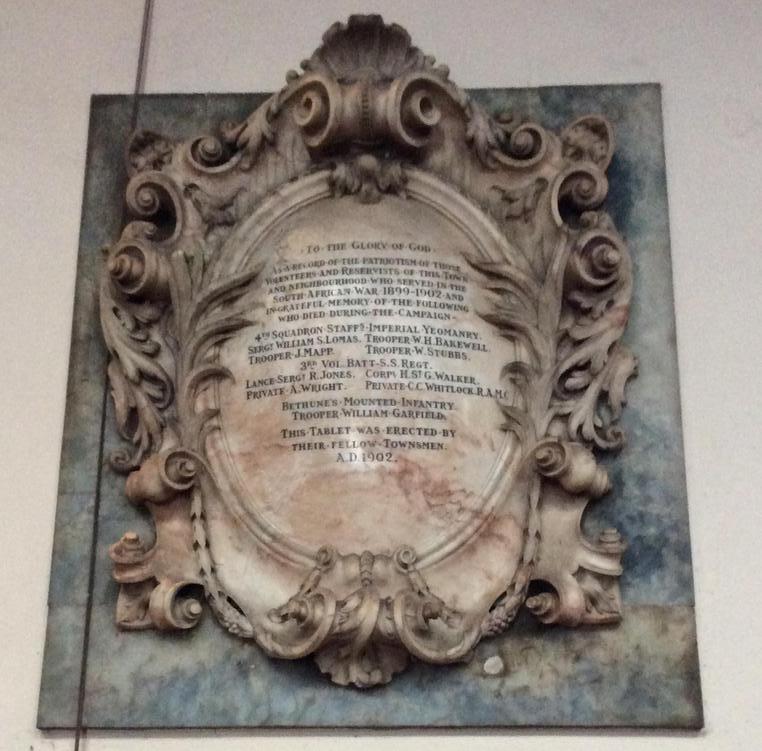 · TO · THE · GLORY · OF · GOD ·
AS · A · RECORD · OF · THE · PATRIOTISM · OF · THOSE
VOLUNTEERS · AND · RESERVISTS · OF · THIS · TOWN
AND · NEIGHBOURHOOD · WHO · SERVED · IN · THE
SOUTH · AFRICAN · WAR · 1899-1902 · AND
IN · GRATEFUL · MEMORY · OF · THE · FOLLOWING
WHO · DIED · DURING · THE · CAMPAIGN -
4TH SQUADRON · STAFFS · IMPERIAL YEOMANRY.
SERGT WILLIAM S. LOMAS. TROOPER · W. H. BAKEWELL.
TROOPER · J. MAPP. TROOPER · W. STUBBS.
3RD VOL. BATT · S. S. REGT.
LANCE · SERGT R. JONES. CORPL H. ST G. WALKER.
PRIVATE · A. WRIGHT. PRIVATE · C. C. WHITLOCK. R.A.M.C
BETHUNE'S · MOUNTED · INFANTRY
TROOPER · WILLIAM · GARFIELD.
THIS · TABLET · WAS · ERECTED · BY
THEIR · FELLOW · TOWNSMEN.
A.D. 1902.